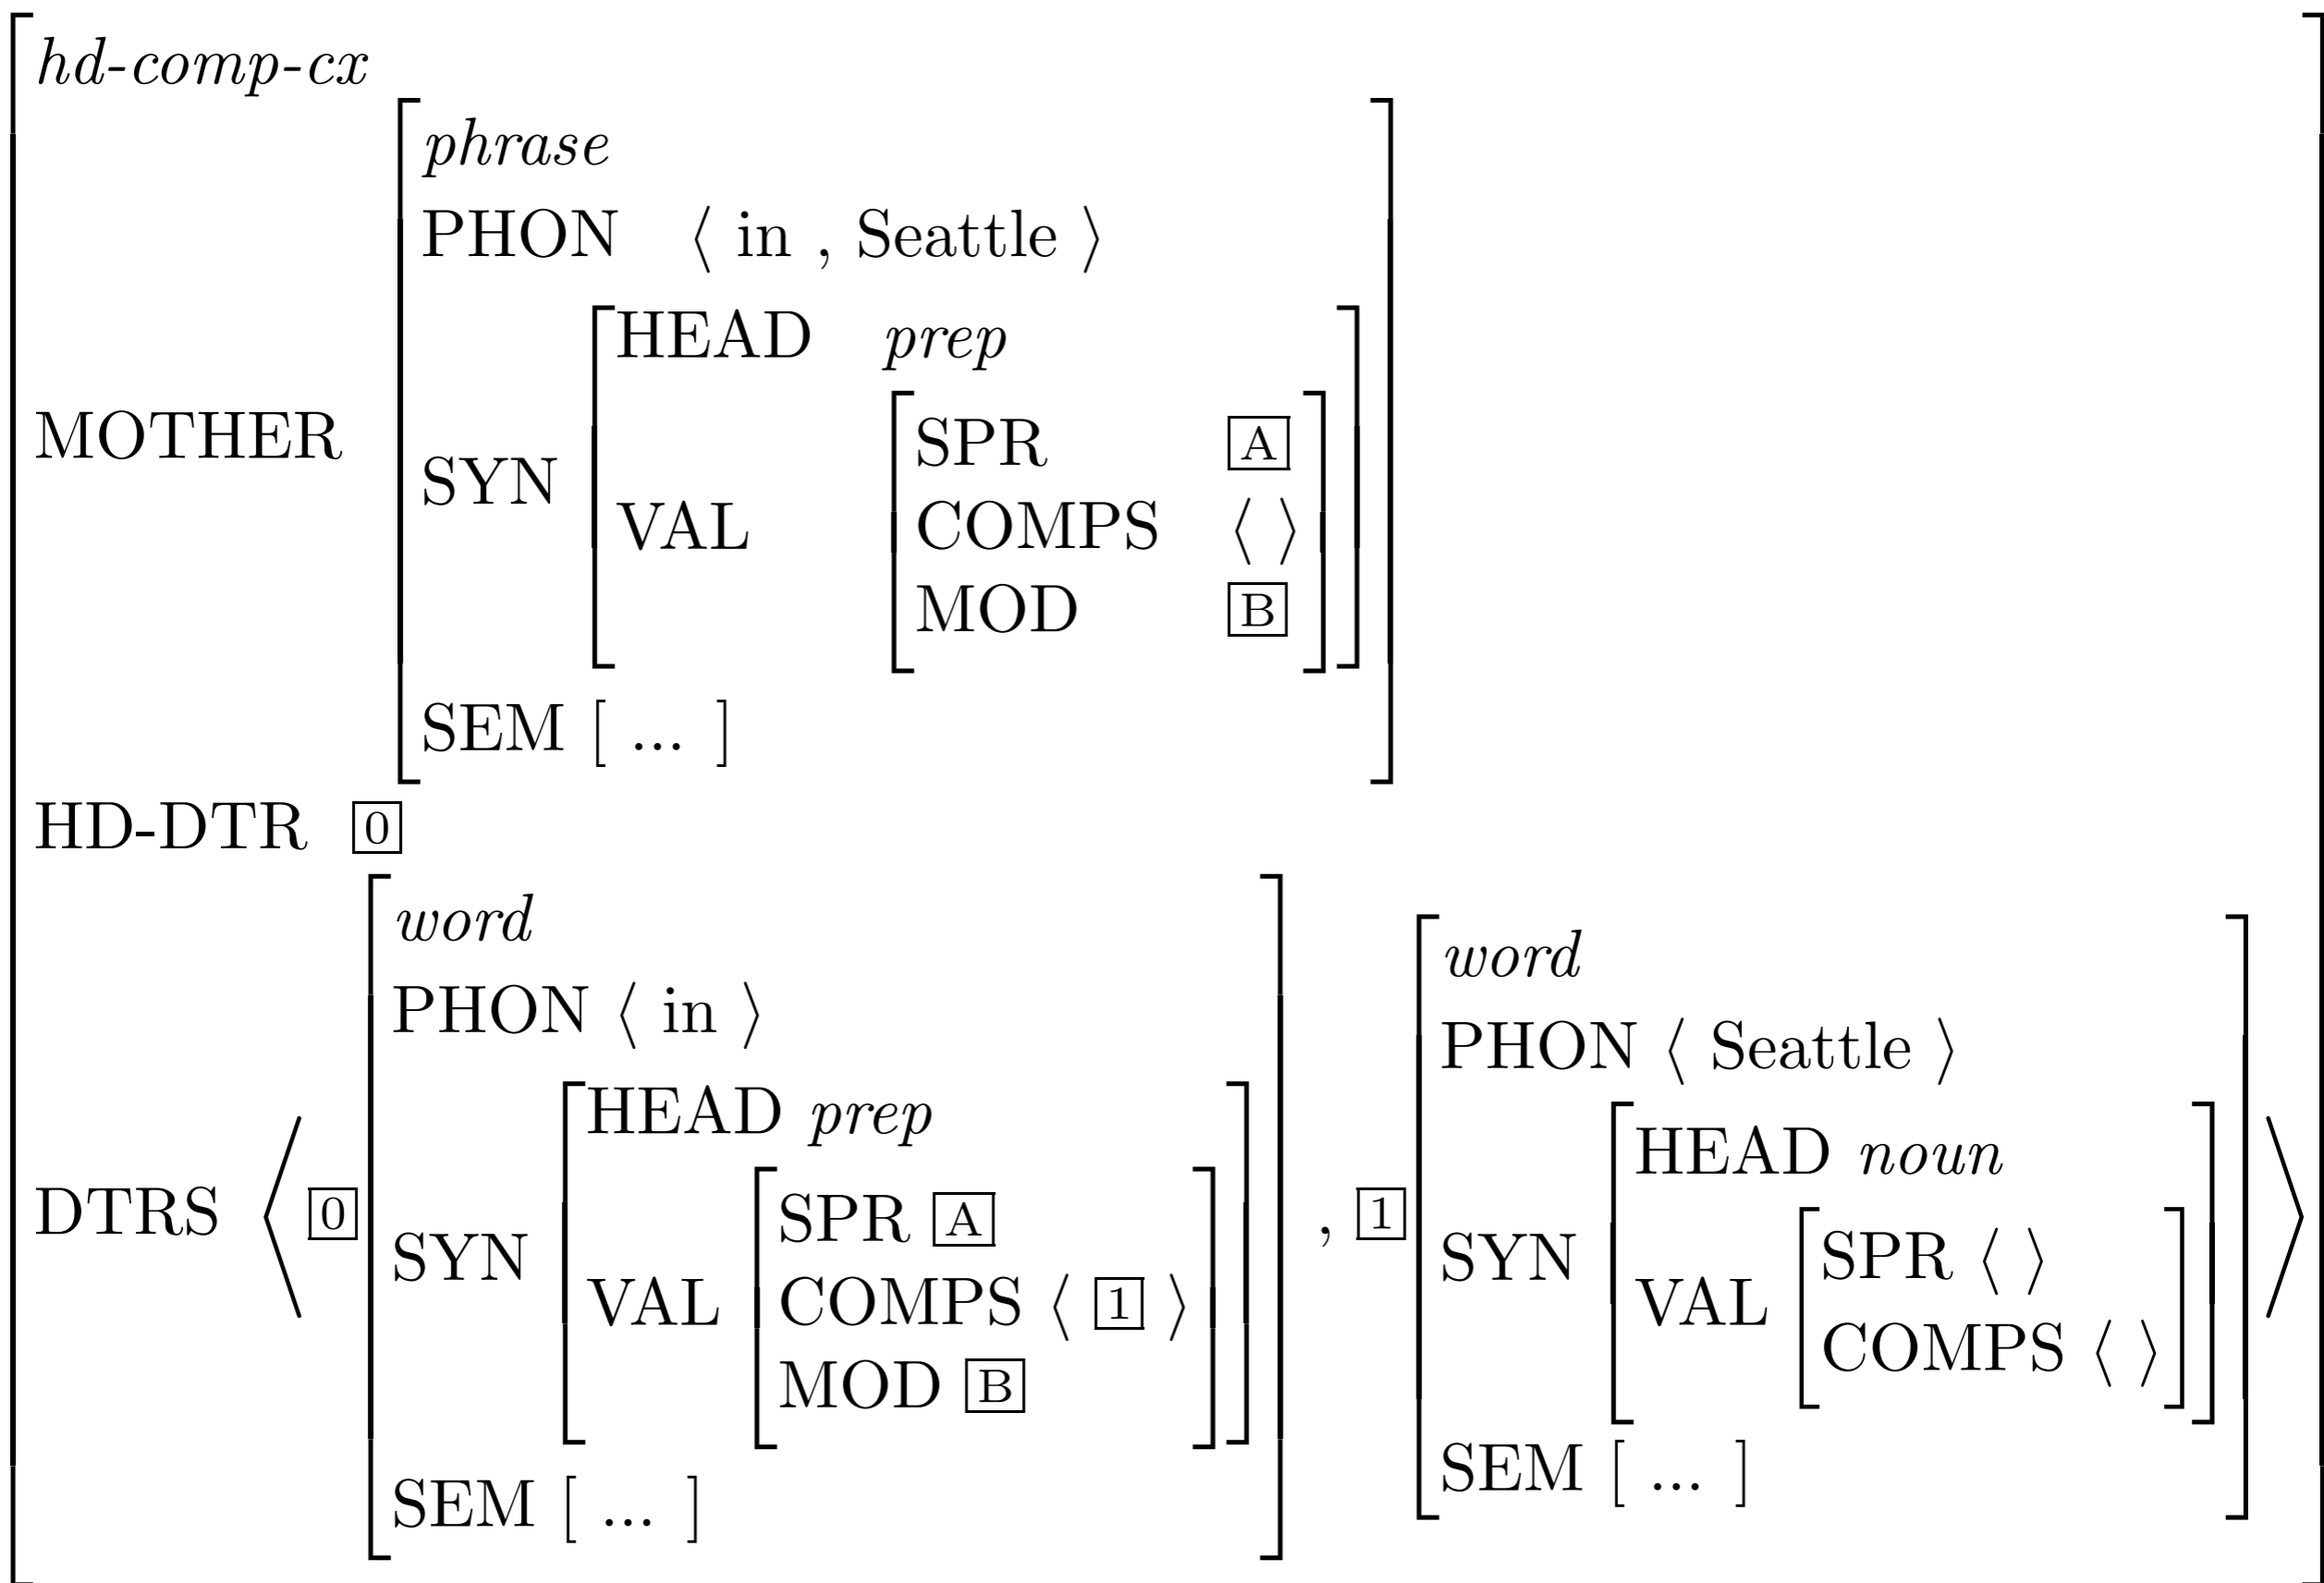 hd-comp-cx
phrase
PHON ⟨ in , Seattle ⟩
HEAD prep
SPR A
MOTHER
SYN
VAL
COMPS ⟨ ⟩
MOD B
SEM [ ... ]
HD-DTR 0
word
PHON ⟨ in ⟩
HEAD prep
DTRS ⟨ 0
SYN
VAL
SPR A
COMPS ⟨ 1 ⟩
MOD B
SEM [ ... ]
, 1
word
PHON ⟨ Seattle ⟩
HEAD noun
SYN
VAL
SPR ⟨ ⟩
COMPS ⟨ ⟩
SEM [ ... ]
⟩